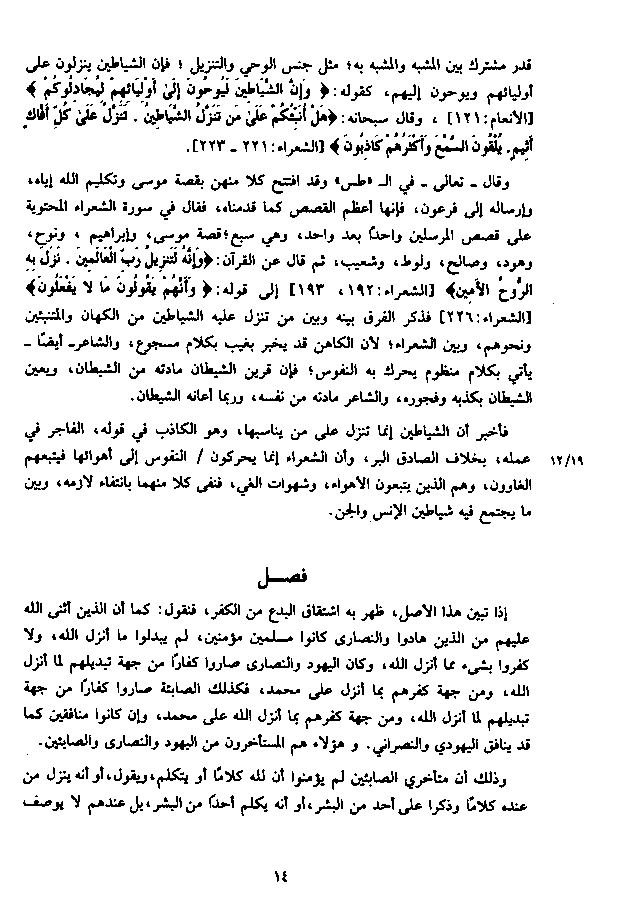 قدر مشترك بين المشبه والمشبه به؛ مثل جنس الوحي والتنزيل ؛ فإن الشياطين ينزلون على
أوليائهم ويوحون إليهم، كقوله: ﴿ وَإِنَّ الشَّيَاطِينَ لَيُوحُونَ إِلَىٰ أَوْلِيَائِهِمْ لِيُجَادِلُوكُمْ ﴾
[الأنعام: ١٢١] ، وقال سبحانه: ﴿هَلْ أُنَبِّئُكُمْ عَلَىٰ مَن تَنَزَّلُ الشَّيَاطِينُ . تَنَزَّلُ عَلَىٰ كُلِّ أَفَّاكٍ
أَثِيمٍ. يُلْقُونَ السَّمْعَ وَأَكْثَرُهُمْ كَاذِبُونَ ﴾ [الشعراء: ٢٢١ ـ ٢٢٣].
وقال ـ تعالى ـ في الـ «طس» وقد افتتح كلا منهن بقصة موسى وتكليم الله إياه،
وإرساله إلى فرعون، فإنها أعظم القصص كما قدمناه، فقال في سورة الشعراء المحتوية
على قصص المرسلين واحدًا بعد واحد، وهي سبع؛ قصة موسى، وإبراهيم ، ونوح،
وهود، وصالح، ولوط، وشعيب، ثم قال عن القرآن: ﴿وَإِنَّهُ لَتَنزِيلُ رَبِّ الْعَالَمِينَ . نَزَلَ بِهِ
الرُّوحُ الأَمِينُ﴾ [الشعراء: ١٩٢، ١٩٣] إلى قوله: ﴿ وَأَنَّهُمْ يَقُولُونَ مَا لا يَفْعَلُونَ﴾
[الشعراء: ٢٢٦] فذكر الفرق بينه وبين من تنزل عليه الشياطين من الكهان والمتنبئين
ونحوهم، وبين الشعراء؛ لأن الكاهن قد يخبر بغيب بكلام مسجوع، والشاعر ـ أيضًا ـ
يأتي بكلام منظوم يحرك به النفوس؛ فإن قرين الشيطان مادته من الشيطان، ويعين
الشيطان بكذبه وفجوره، والشاعر مادته من نفسه، وربما أعانه الشيطان.
فأخبر أن الشياطين إنما تنزل على من يناسبها، وهو الكاذب في قوله، الفاجر في
عمله، بخلاف الصادق البر، وأن الشعراء إنما يحركون / النفوس إلى أهوائها فيتبعهم ١٢/١٩
الغاوون، وهم الذين يتبعون الأهواء، وشهوات الغي، فنفى كلا منهما بانتفاء لازمه، وبين
ما يجتمع فيه شياطين الإنس والجن.
فصـــل
إذا تبين هذا الأصل، ظهر به اشتقاق البدع من الكفر، فنقول: كما أن الذين أثنى الله
عليهم من الذين هادوا والنصارى كانوا مسلمين مؤمنين، لم يبدلوا ما أنزل الله، ولا
كفروا بشيء مما أنزل الله، وكان اليهود والنصارى صاروا كفارًا من جهة تبديلهم لما أنزل
الله، ومن جهة كفرهم بما أنزل على محمد، فكذلك الصابئة صاروا كفارًا من جهة
تبديلهم لما أنزل الله، ومن جهة كفرهم بما أنزل الله على محمد، وإن كانوا منافقين كما
قد ينافق اليهودي والنصراني. و هؤلاء هم المستأخرون من اليهود والنصارى والصابئين.
وذلك أن متأخري الصابئين لم يؤمنوا أن لله كلامًا أو يتكلم، ويقول، أو أنه ينزل من
عنده كلامًا وذكرًا على أحد من البشر، أو أنه يكلم أحدًا من البشر، بل عندهم لا يوصف
١٤